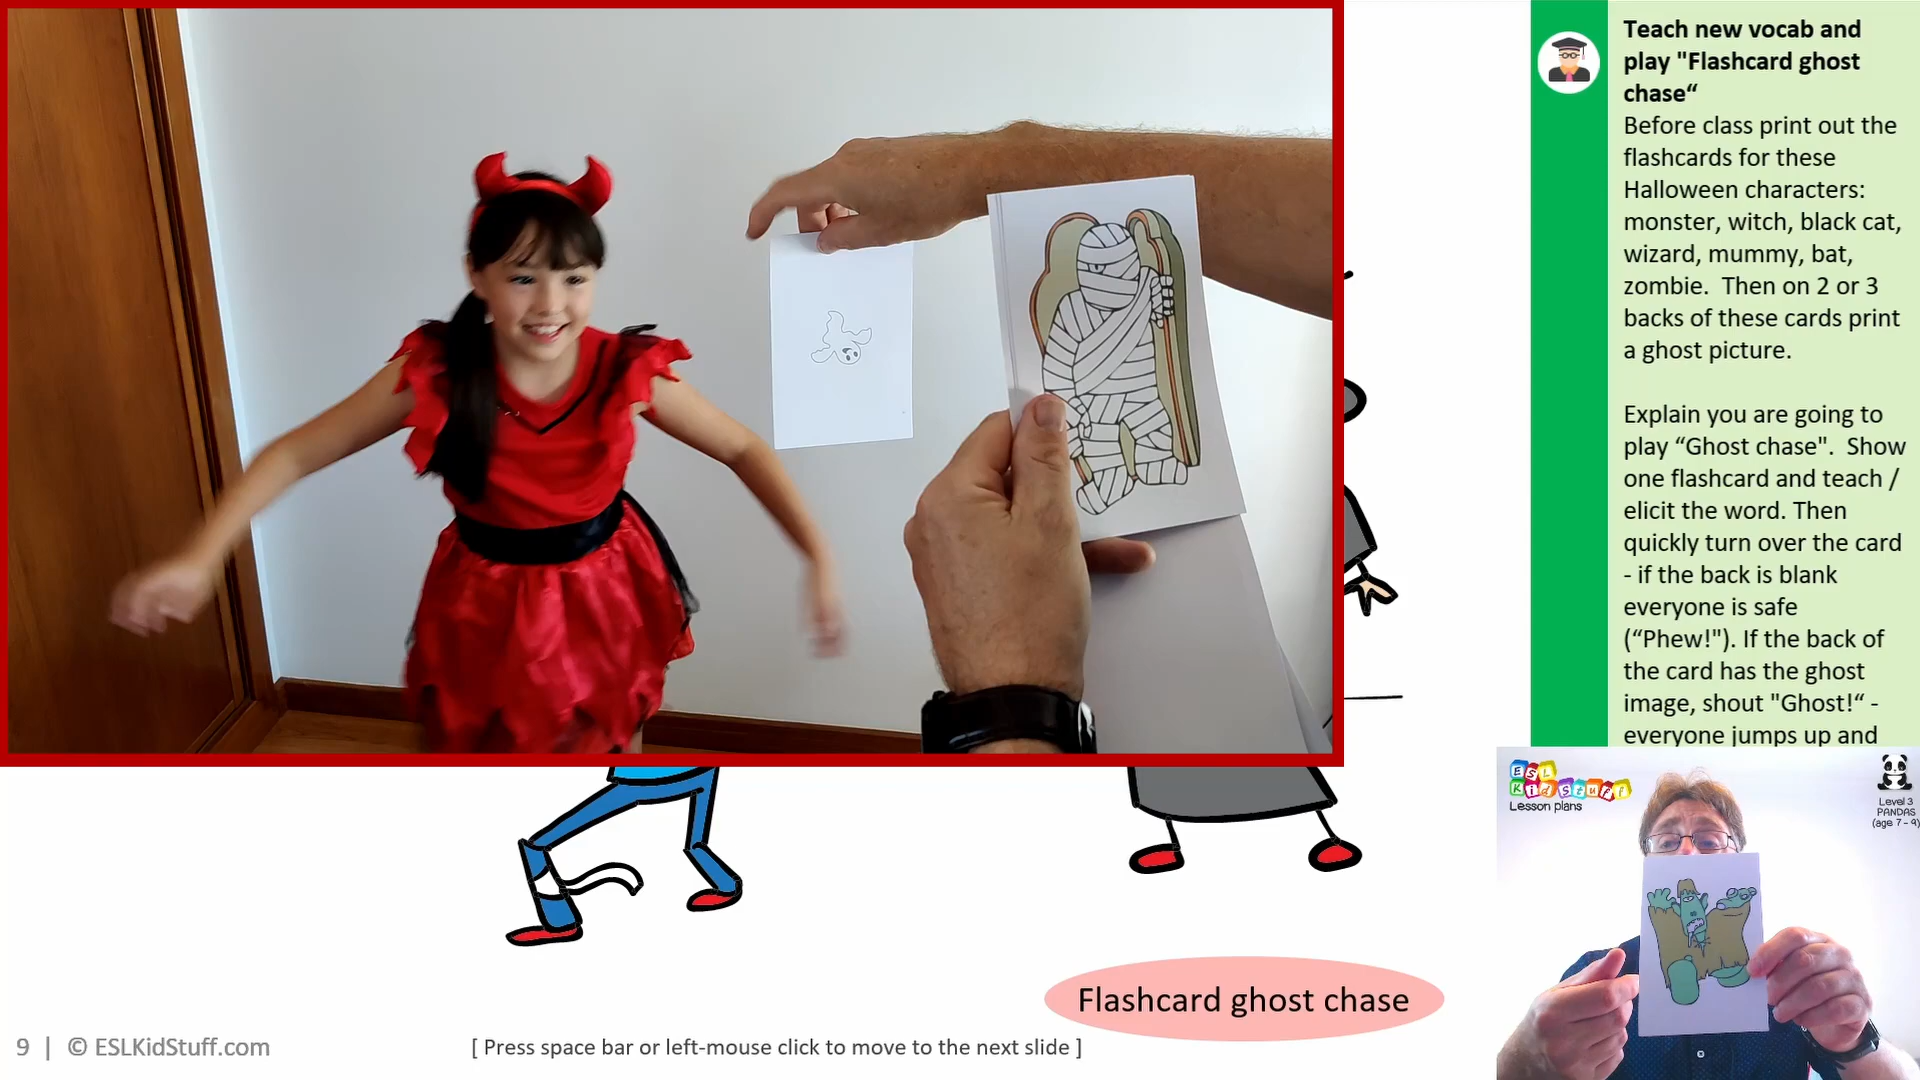 Teach new vocab and
play "Flashcard ghost
chase“
Before class print out the
flashcards for these
Halloween characters:
monster, witch, black cat,
wizard, mummy, bat,
zombie.  Then on 2 or 3
backs of these cards print
a ghost picture.
Explain you are going to
play “Ghost chase".  Show
one flashcard and teach /
elicit the word. Then
quickly turn over the card
- if the back is blank
everyone is safe
(“Phew!"). If the back of
the card has the ghost
image, shout "Ghost!“ -
everyone jumps up and
ESL
KidStuff
Lesson plans
Level 3
PANDAS
(age 7 - 9)
Flashcard ghost chase
9 | © ESLKidStuff.com
[ Press space bar or left-mouse click to move to the next slide ]